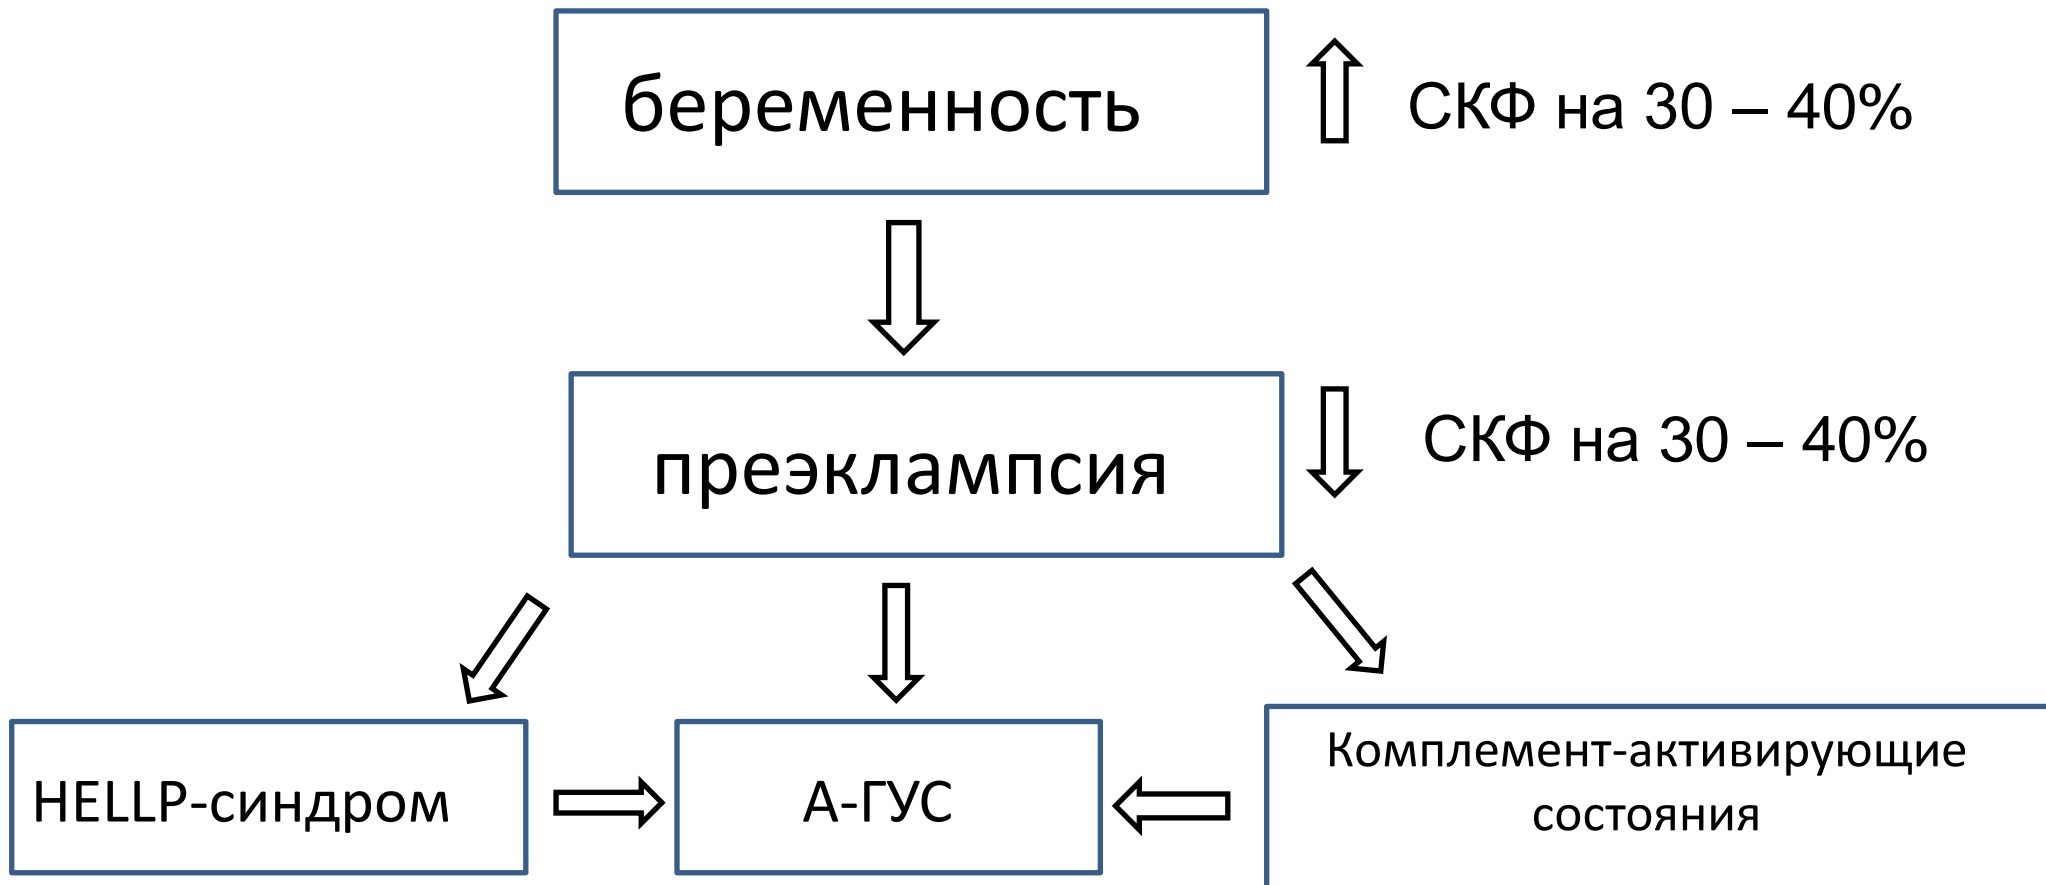 беременность
СКФ на 30 – 40%
преэклампсия
СКФ на 30 – 40%
HELLP-синдром
А-ГУС
Комплемент-активирующие
состояния